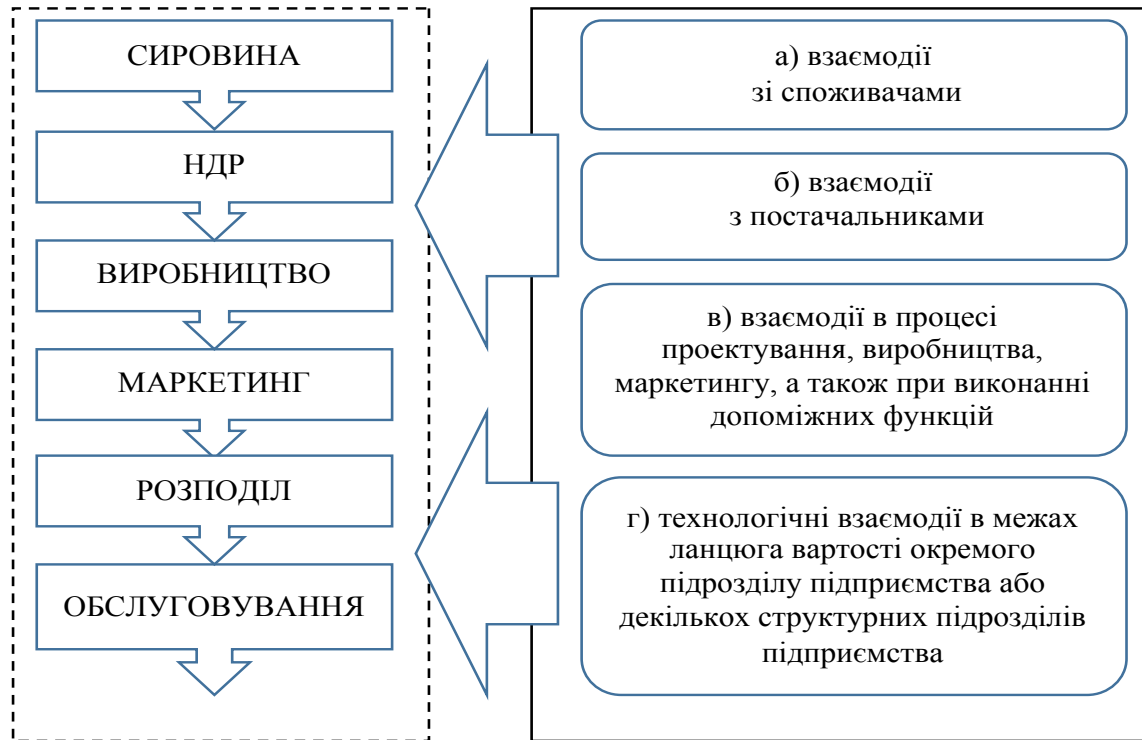 СИРОВИНА
НДР
ВИРОБНИЦТВО
МАРКЕТИНГ
РОЗПОДІЛ
ОБСЛУГОВУВАННЯ
а) взаємодії
зі споживачами
б) взаємодії
з постачальниками
в) взаємодії в процесі
проектування, виробництва,
маркетингу, а також при виконанні
допоміжних функцій
г) технологічні взаємодії в межах
ланцюга вартості окремого
підрозділу підприємства або
декількох структурних підрозділів
підприємства